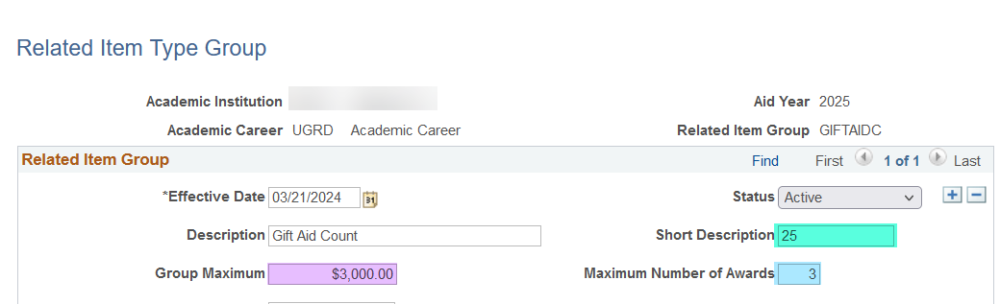 Related Item Type Group
Academic Institution
Aid Year 2025
Academic Career UGRD Academic Career
Related Item Group GIFTAIDC
Related Item Group Find First 1 of 1 Last
*Effective Date 03/21/2024 31 Status Active
Description Gift Aid Count Short Description 25
Group Maximum $3,000.00 Maximum Number of Awards 3